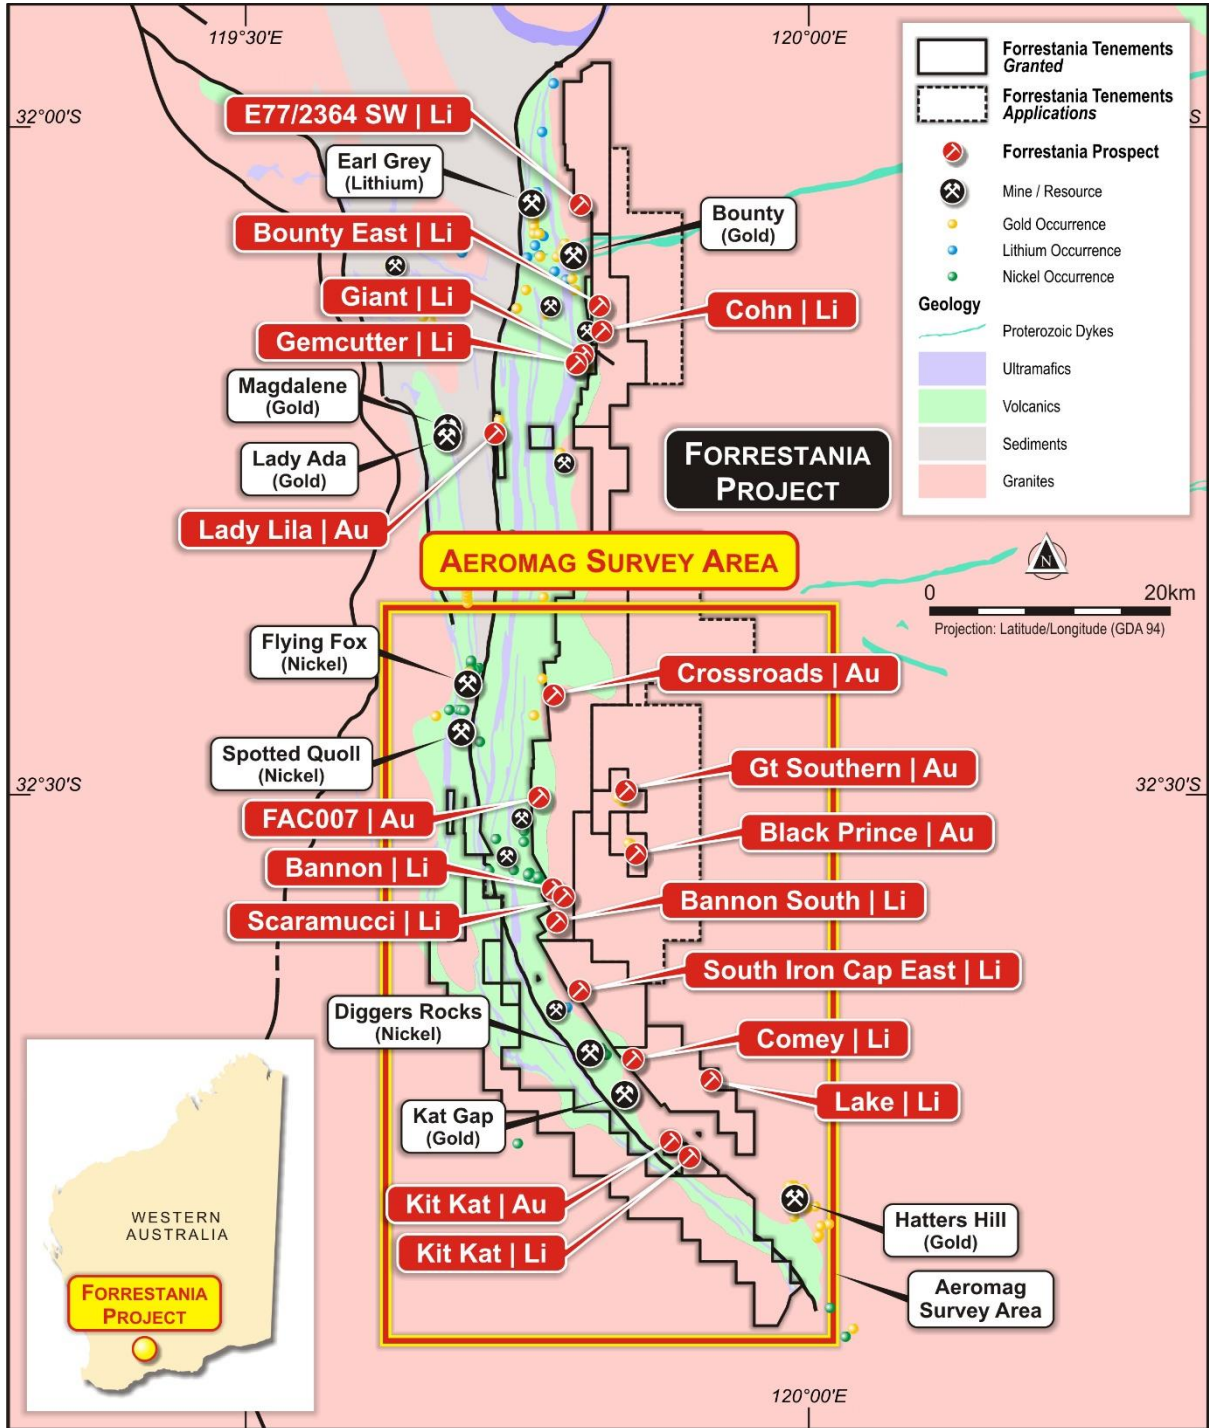 119°30'E
120°00'E
32°00'S
S
E77/2364 SW | Li
Earl Grey
(Lithium)
Bounty East | Li
Bounty
(Gold)
Giant | Li
Cohn | Li
Gemcutter | Li
Magdalene
(Gold)
Lady Ada
(Gold)
Lady Lila | Au
FORRESTANIA
PROJECT
Forrestania Tenements
Granted
Forrestania Tenements
Applications
Forrestania Prospect
Mine / Resource
Gold Occurrence
Lithium Occurrence
Nickel Occurrence
Geology
Proterozoic Dykes
Ultramafics
Volcanics
Sediments
Granites
N
0
20km
Projection: Latitude/Longitude (GDA 94)
AEROMAG SURVEY AREA
Flying Fox
(Nickel)
Crossroads | Au
Spotted Quoll
(Nickel)
Gt Southern | Au
32°30'S
32°30'S
FAC007 | Au
Black Prince | Au
Bannon | Li
Bannon South | Li
Scaramucci | Li
South Iron Cap East | Li
Diggers Rocks
(Nickel)
Comey | Li
Lake | Li
Kat Gap
(Gold)
Kit Kat | Au
Kit Kat | Li
Hatters Hill
(Gold)
Aeromag
Survey Area
WESTERN
AUSTRALIA
FORRESTANIA
PROJECT
120°00'E